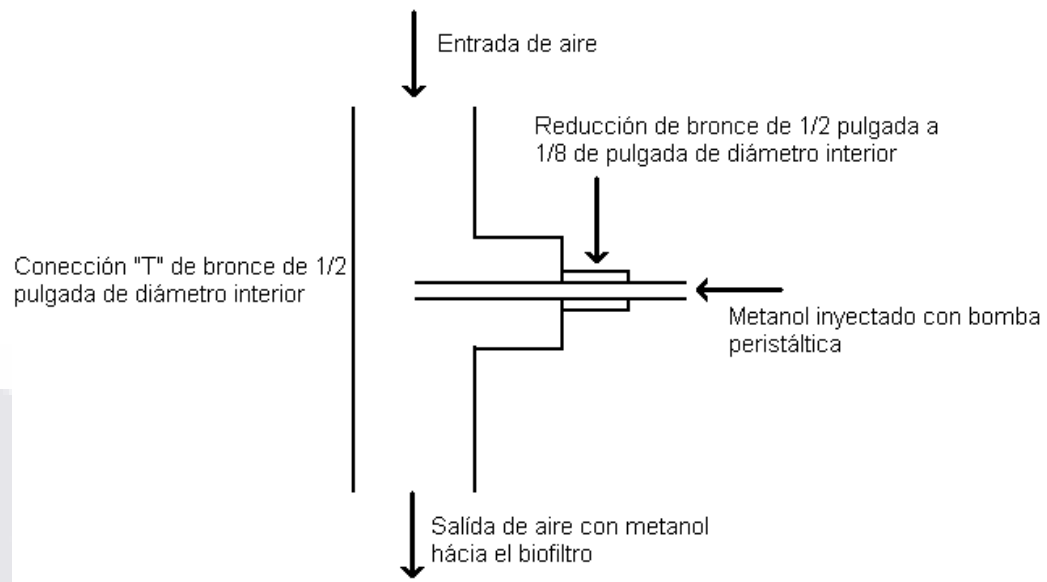 Entrada de aire
Reducción de bronce de 1/2 pulgada a
1/8 de pulgada de diámetro interior
Conección "T" de bronce de 1/2
pulgada de diámetro interior
Metanol inyectado con bomba
peristáltica
Salída de aire con metanol
hácia el biofiltro